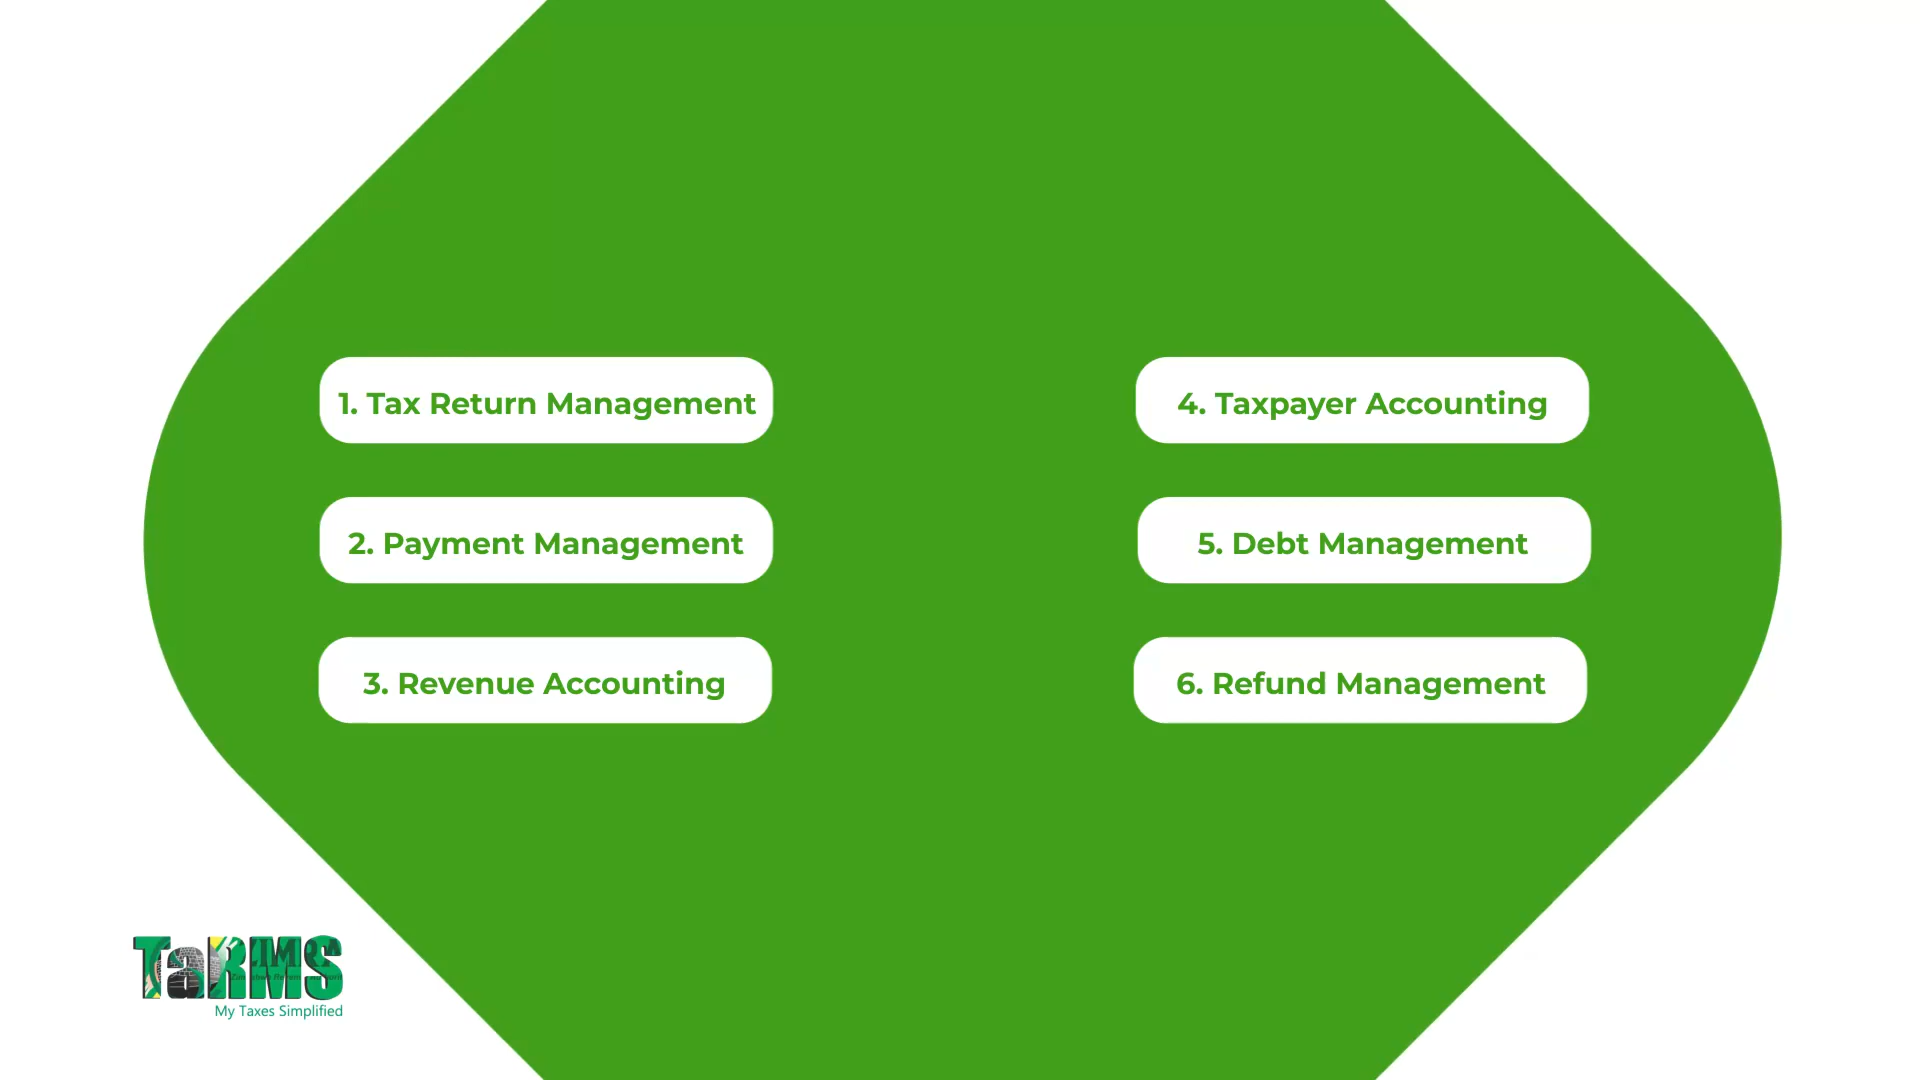 1. Tax Return Management
2. Payment Management
3. Revenue Accounting
4. Taxpayer Accounting
5. Debt Management
6. Refund Management
TaRMS
My Taxes Simplified